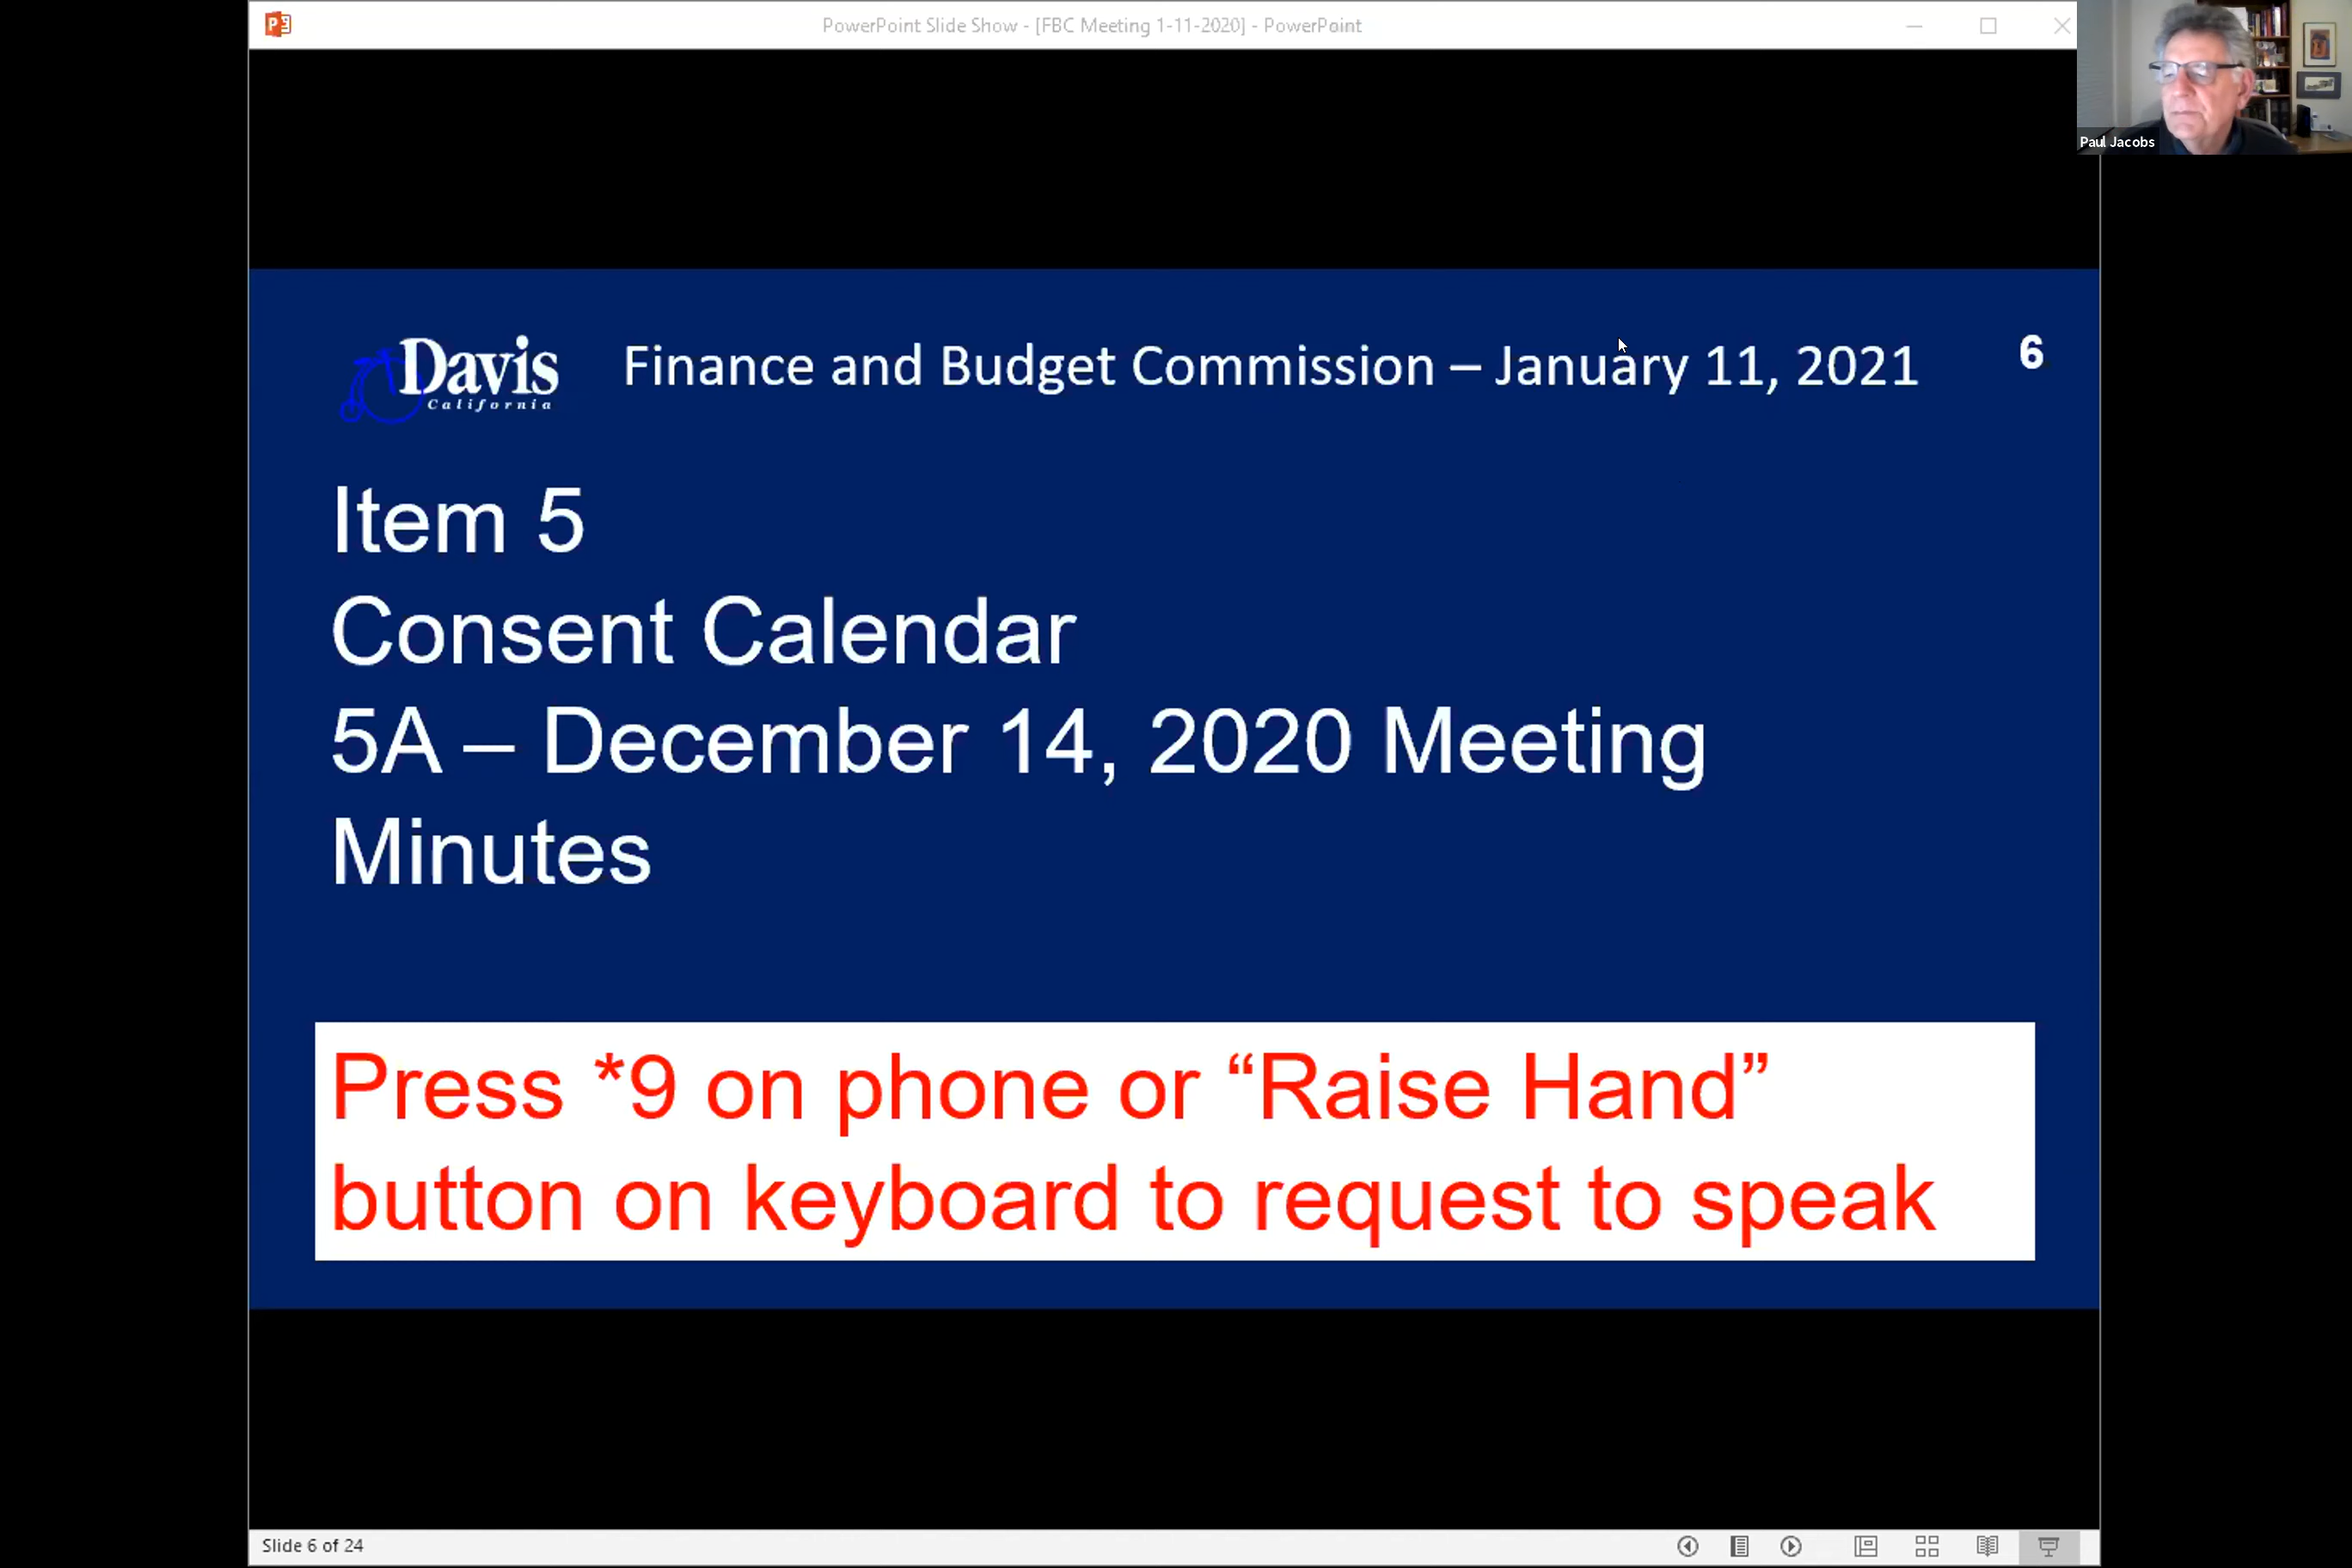 PowerPoint Slide Show - [FBC Meeting 1-11-2020] - PowerPoint
Paul Jacobs
Davis
California
Finance and Budget Commission – January 11, 2021
6
Item 5
Consent Calendar
5A – December 14, 2020 Meeting
Minutes
Press *9 on phone or “Raise Hand”
button on keyboard to request to speak
Slide 6 of 24